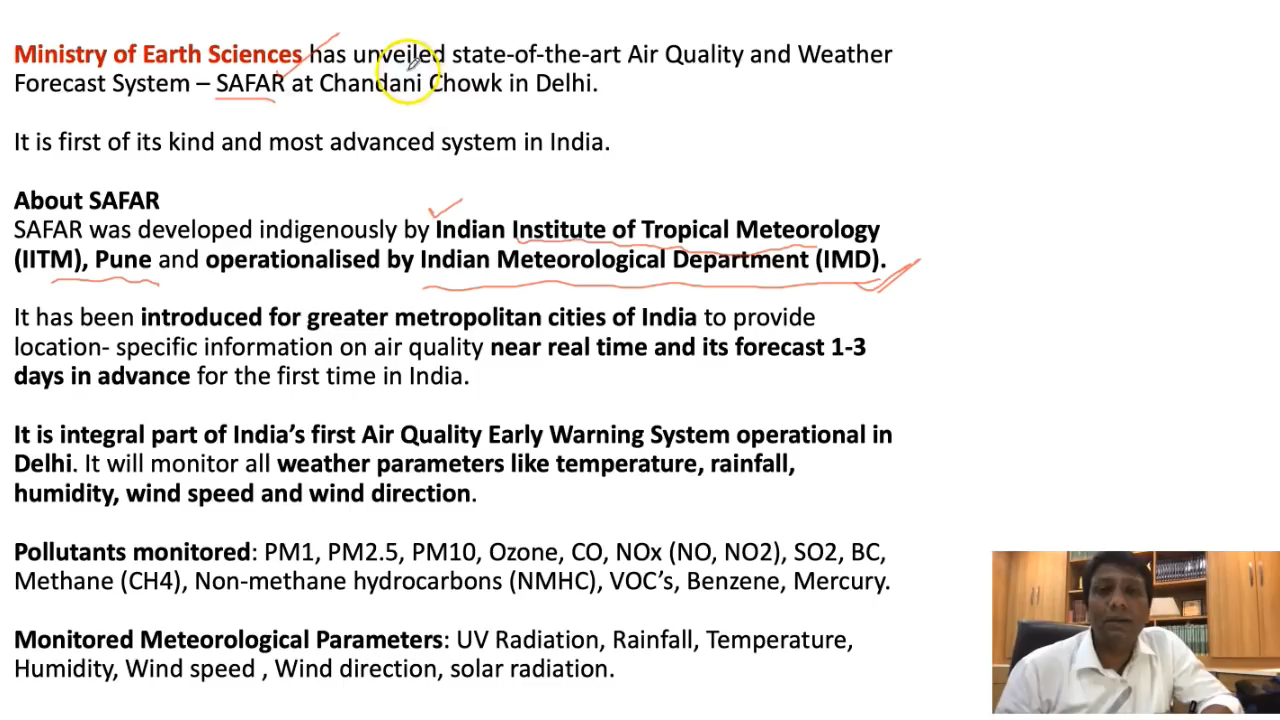 Ministry of Earth Sciences has unveiled state-of-the-art Air Quality and Weather
Forecast System – SAFAR at Chandani Chowk in Delhi.
It is first of its kind and most advanced system in India.
About SAFAR
SAFAR was developed indigenously by Indian Institute of Tropical Meteorology
(IITM), Pune and operationalised by Indian Meteorological Department (IMD).
It has been introduced for greater metropolitan cities of India to provide
location- specific information on air quality near real time and its forecast 1-3
days in advance for the first time in India.
It is integral part of India’s first Air Quality Early Warning System operational in
Delhi. It will monitor all weather parameters like temperature, rainfall,
humidity, wind speed and wind direction.
Pollutants monitored: PM1, PM2.5, PM10, Ozone, CO, NOx (NO, NO2), SO2, BC,
Methane (CH4), Non-methane hydrocarbons (NMHC), VOC’s, Benzene, Mercury.
Monitored Meteorological Parameters: UV Radiation, Rainfall, Temperature,
Humidity, Wind speed , Wind direction, solar radiation.